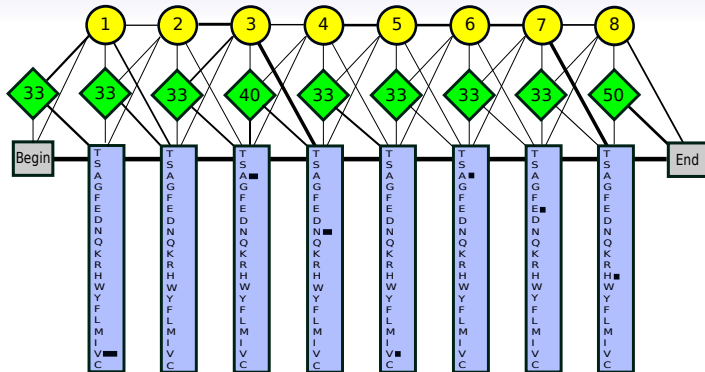 1 2 3 4 5 6 7 8
33 33 33 40 33 33 33 33 50
Begin End
T T T T T T T T
S S S S S S S S
A A A A A A A A
G G G G G G G G
F F F F F F F F
E E E E E E E E
D D D D D D D D
N N N N N N N N
Q Q Q Q Q Q Q Q
K K K K K K K K
R R R R R R R R
H H H H H H H H
W W W W W W W W
Y Y Y Y Y Y Y Y
F F F F F F F F
L L L L L L L L
M M M M M M M M
I I I I I I I I
V V V V V V V V
C C C C C C C C